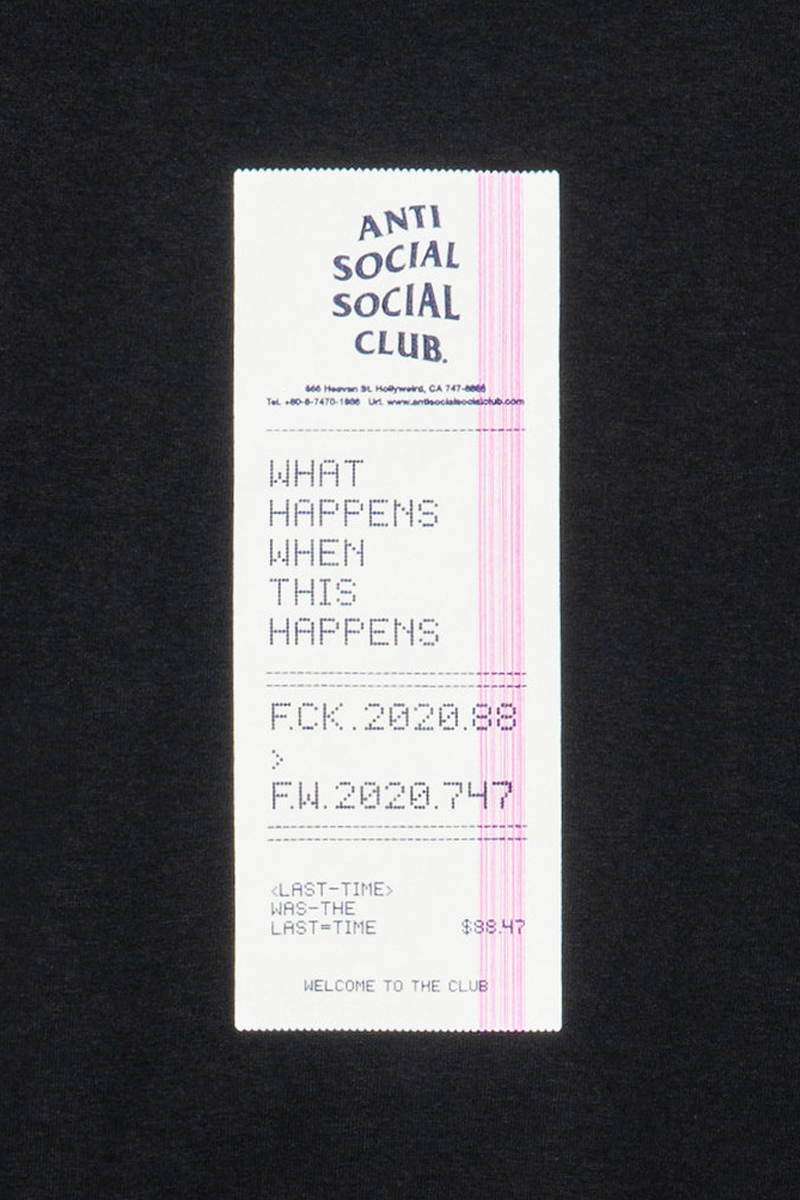 ANTI
SOCIAL
SOCIAL
CLUB.
666 Heaven St. Hollyweird, CA 747-8888
Tel. +80-8-7470-1986 Url. www.antisocialsocialclub.com
WHAT
HAPPENS
WHEN
THIS
HAPPENS
F.CK.2020.88
>
F.W.2020.747
<LAST-TIME>
WAS-THE
LAST=TIME $88.47
WELCOME TO THE CLUB